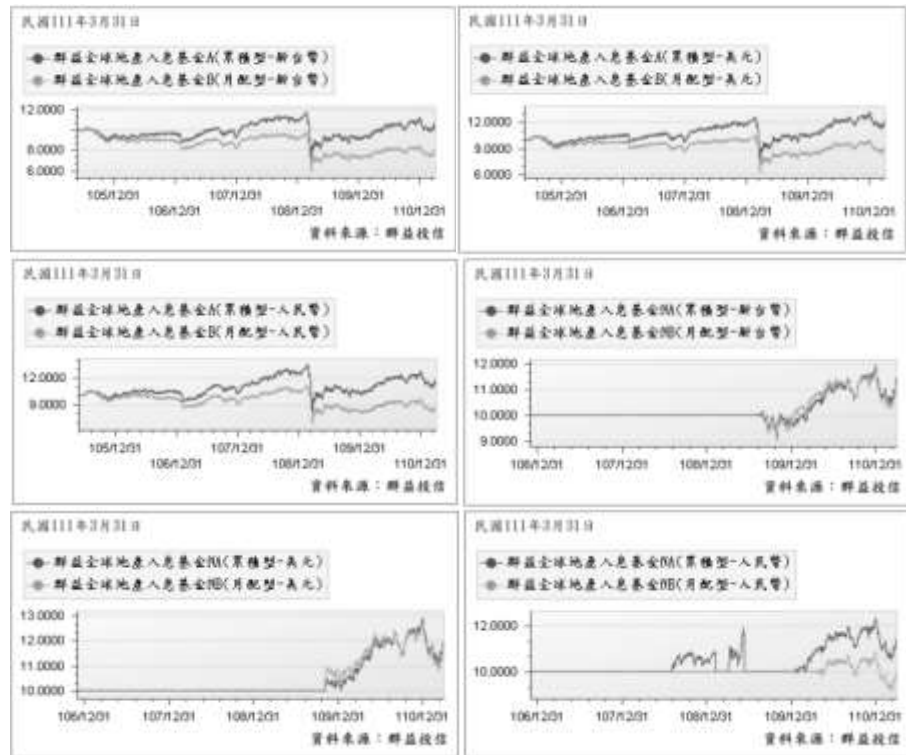 民國111年3月31日
群益全球地產入息基金A(累積型-新台幣)
群益全球地產入息基金B(月配型-新台幣)
12.0000
8.0000
6.0000
105/12/31
107/12/31
109/12/31
106/12/31
108/12/31
110/12/31
資料來源：群益投信
民國111年3月31日
群益全球地產入息基金A(累積型-美元)
群益全球地產入息基金B(月配型-美元)
12.0000
9.0000
6.0000
105/12/31
107/12/31
109/12/31
106/12/31
108/12/31
110/12/31
資料來源：群益投信
民國111年3月31日
群益全球地產入息基金A(累積型-人民幣)
群益全球地產入息基金B(月配型-人民幣)
12.0000
9.0000
105/12/31
107/12/31
109/12/31
106/12/31
108/12/31
110/12/31
資料來源：群益投信
民國111年3月31日
群益全球地產入息基金NA(累積型-新台幣)
群益全球地產入息基金NB(月配型-新台幣)
12.0000
11.0000
10.0000
9.0000
106/12/31
107/12/31
108/12/31
109/12/31
110/12/31
資料來源：群益投信
民國111年3月31日
群益全球地產入息基金NA(累積型-美元)
群益全球地產入息基金NB(月配型-美元)
13.0000
12.0000
11.0000
10.0000
106/12/31
107/12/31
108/12/31
109/12/31
110/12/31
資料來源：群益投信
民國111年3月31日
群益全球地產入息基金NA(累積型-人民幣)
群益全球地產入息基金NB(月配型-人民幣)
12.0000
10.0000
106/12/31
107/12/31
108/12/31
109/12/31
110/12/31
資料來源：群益投信